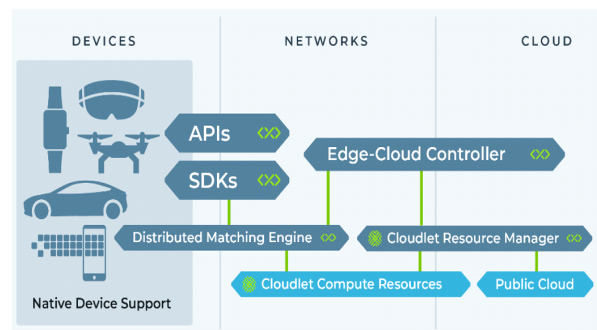 DEVICES
NETWORKS
CLOUD
APIs
SDKs
Edge-Cloud Controller
Distributed Matching Engine
Cloudlet Resource Manager
Cloudlet Compute Resources
Public Cloud
Native Device Support